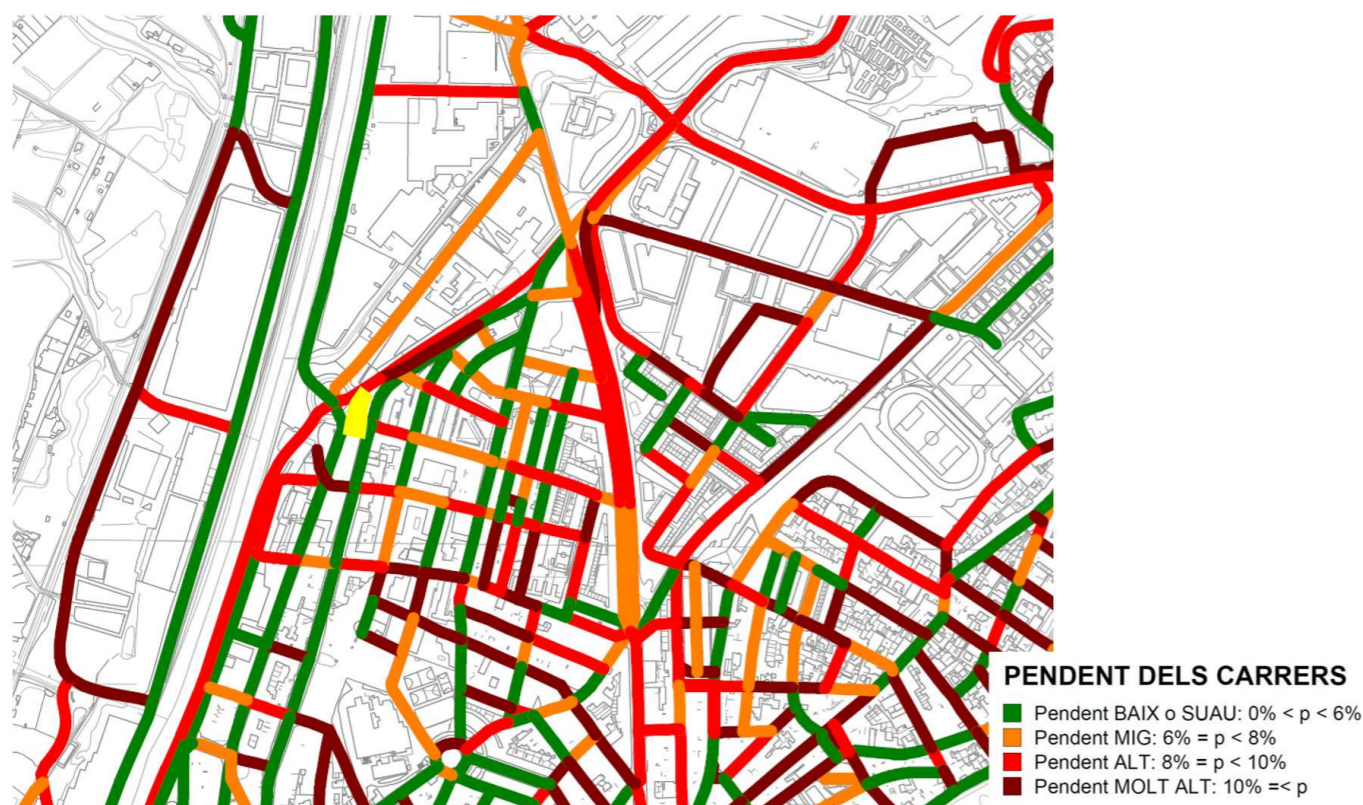 PENDENT DELS CARRERS
Pendent BAIX o SUAU: 0% < p < 6%
Pendent MIG: 6% = p < 8%
Pendent ALT: 8% = p < 10%
Pendent MOLT ALT: 10% =< p